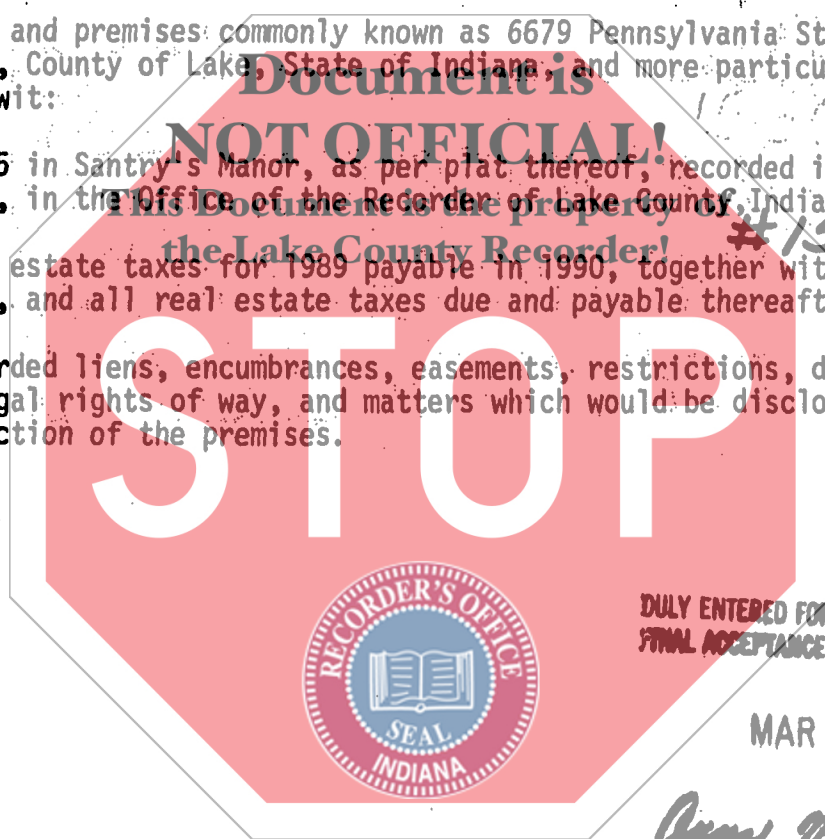 and premises commonly known as 6679 Pennsylvania St
, County of Lake, State of Indiana, and more particu
wit:
Document is
NOT OFFICIAL!
This Document is the property of
the Lake County Recorder!
6 in Santry's Manor, as per plat thereof, recorded i
, in the Office of the Recorder of Lake County, India
#15
estate taxes for 1989 payable in 1990, together wit
, and all real estate taxes due and payable thereaft
rded liens, encumbrances, easements, restrictions, d
gal rights of way, and matters which would be disclo
ction of the premises.
STOP
RECORDER'S OFFICE
SEAL
INDIANA
DULY ENTERED FOR
FINAL ACCEPTANCE
MAR